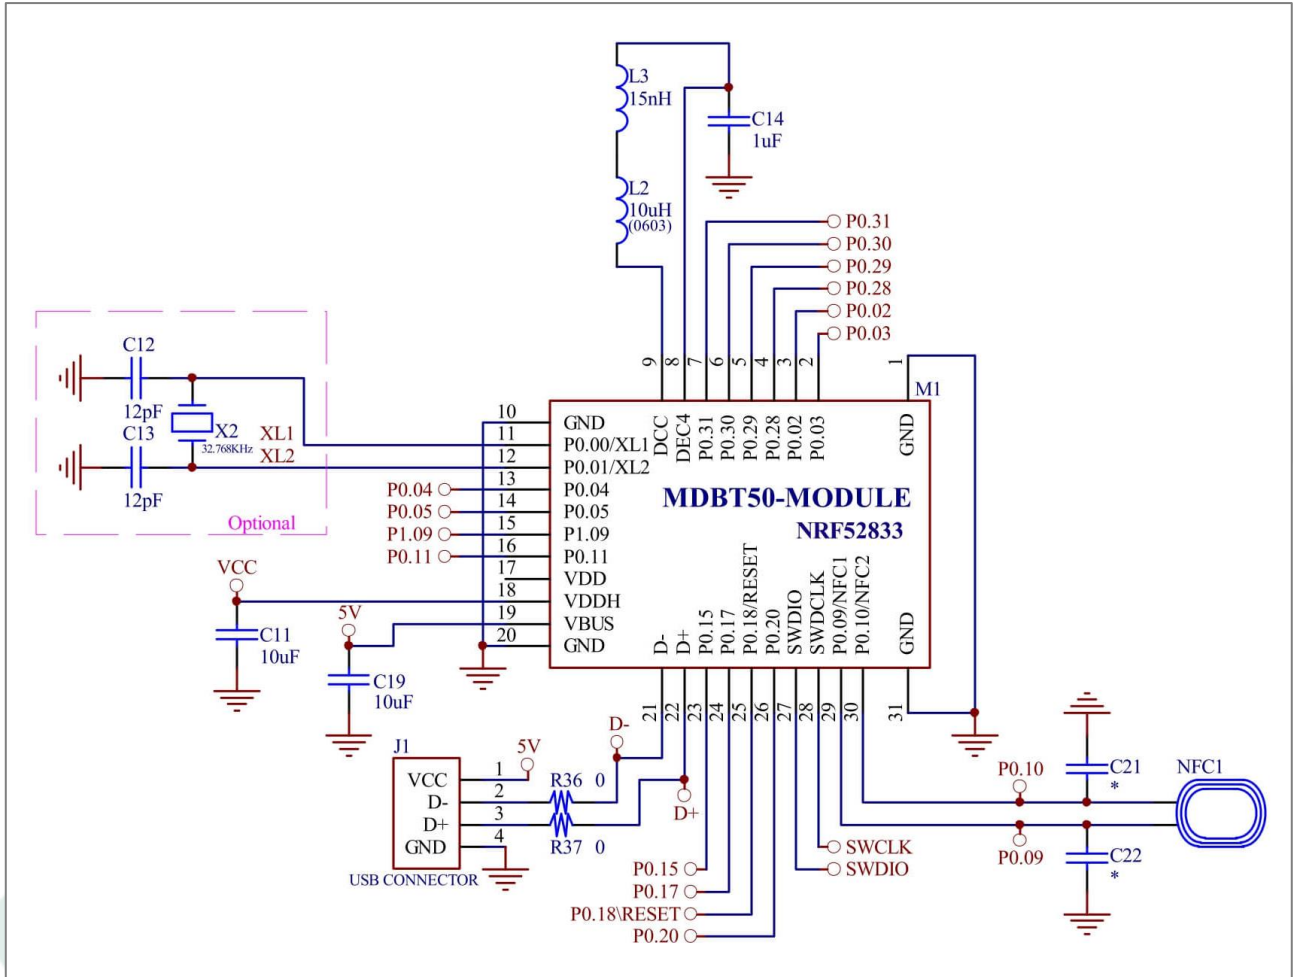 L3
15nH
C14
1uF
L2
10uH
(0603)
P0.31
P0.30
P0.29
P0.28
P0.02
P0.03
9
8
7
6
5
4
3
2
1
M1
DCC
DEC4
P0.31
P0.30
P0.29
P0.28
P0.02
P0.03
GND
C12
12pF
C13
12pF
X2
32.768KHz
XL1
XL2
Optional
10 GND
11 P0.00/XL1
12 P0.01/XL2
P0.04 13 P0.04
P0.05 14 P0.05
P1.09 15 P1.09
P0.11 16 P0.11
17 VDD
18 VDDH
19 VBUS
20 GND
MDBT50-MODULE
NRF52833
VCC
C11
10uF
5V
C19
10uF
D-
D+
P0.15
P0.17
P0.18/RESET
P0.20
SWDIO
SWDCLK
P0.09/NFC1
P0.10/NFC2
GND
21
22
23
24
25
26
27
28
29
30
31
J1
VCC 1
D- 2
D+ 3
GND 4
USB CONNECTOR
5V
R36 0
R37 0
D-
D+
P0.15
P0.17
P0.18\RESET
P0.20
SWCLK
SWDIO
P0.10
P0.09
C21
*
C22
*
NFC1